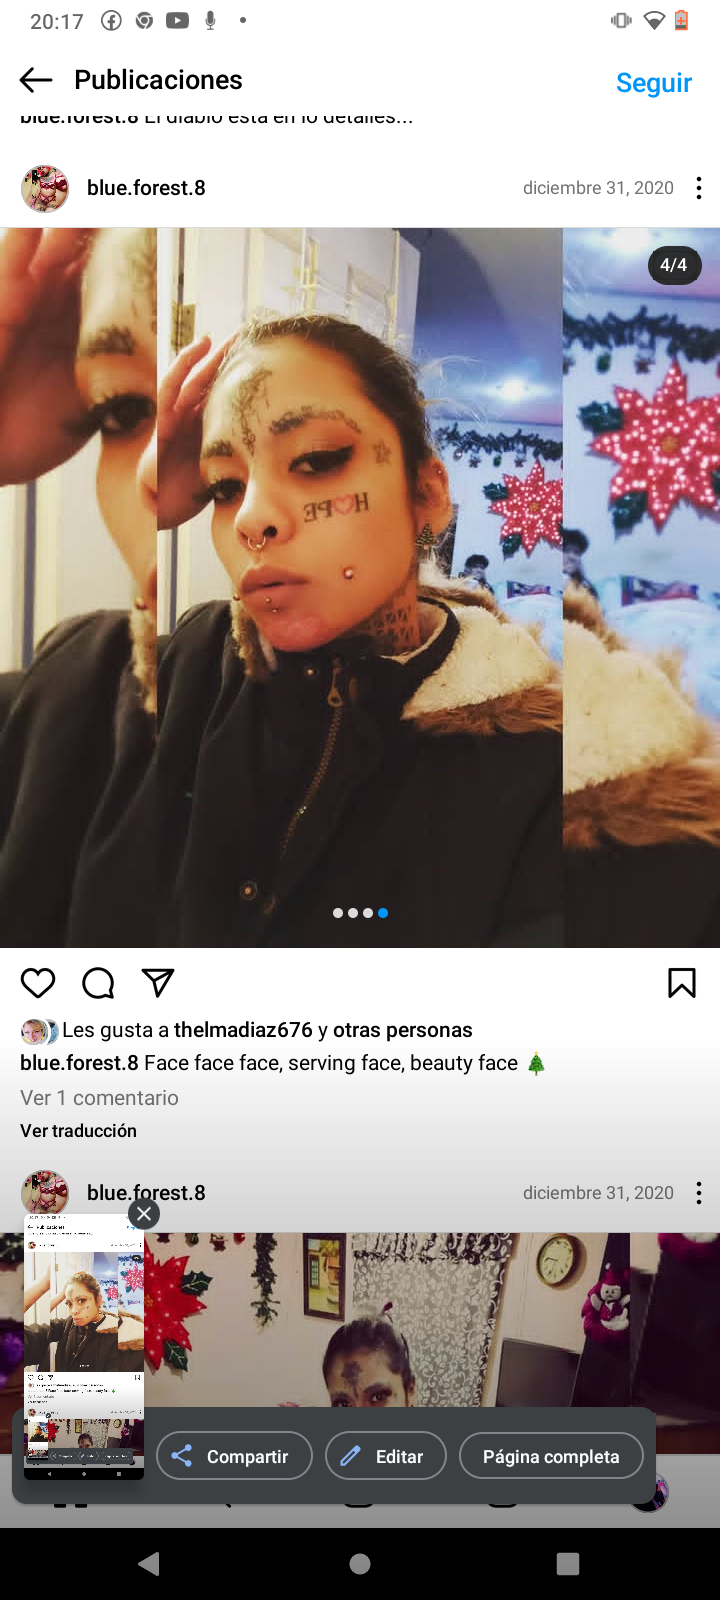 20:17
Publicaciones
Seguir
blue.forest.8 El diablo esta en lo detalles...
blue.forest.8
diciembre 31, 2020
4/4
HOPE
Les gusta a thelmadiaz676 y otras personas
blue.forest.8 Face face face, serving face, beauty face 🎄
Ver 1 comentario
Ver traducción
blue.forest.8
diciembre 31, 2020
Publicaciones
Compartir
Editar
Página completa